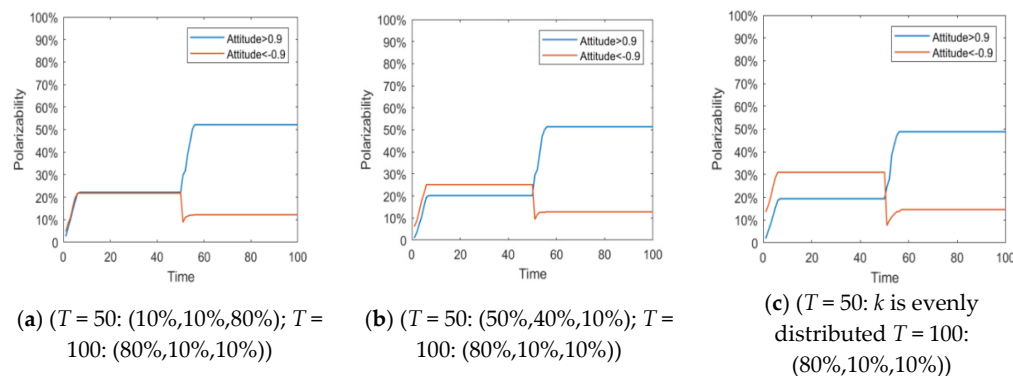 100%
90%
80%
70%
60%
50%
40%
30%
20%
10%
0
Polarizability
Attitude>0.9
Attitude<-0.9
0 20 40 60 80 100
Time
(a) (T = 50: (10%,10%,80%); T =
100: (80%,10%,10%))
100%
90%
80%
70%
60%
50%
40%
30%
20%
10%
0
Polarizability
Attitude>0.9
Attitude<-0.9
0 20 40 60 80 100
Time
(b) (T = 50: (50%,40%,10%); T =
100: (80%,10%,10%))
100%
90%
80%
70%
60%
50%
40%
30%
20%
10%
0
Polarizability
Attitude>0.9
Attitude<-0.9
0 20 40 60 80 100
Time
(c) (T = 50: k is evenly
distributed T = 100:
(80%,10%,10%))